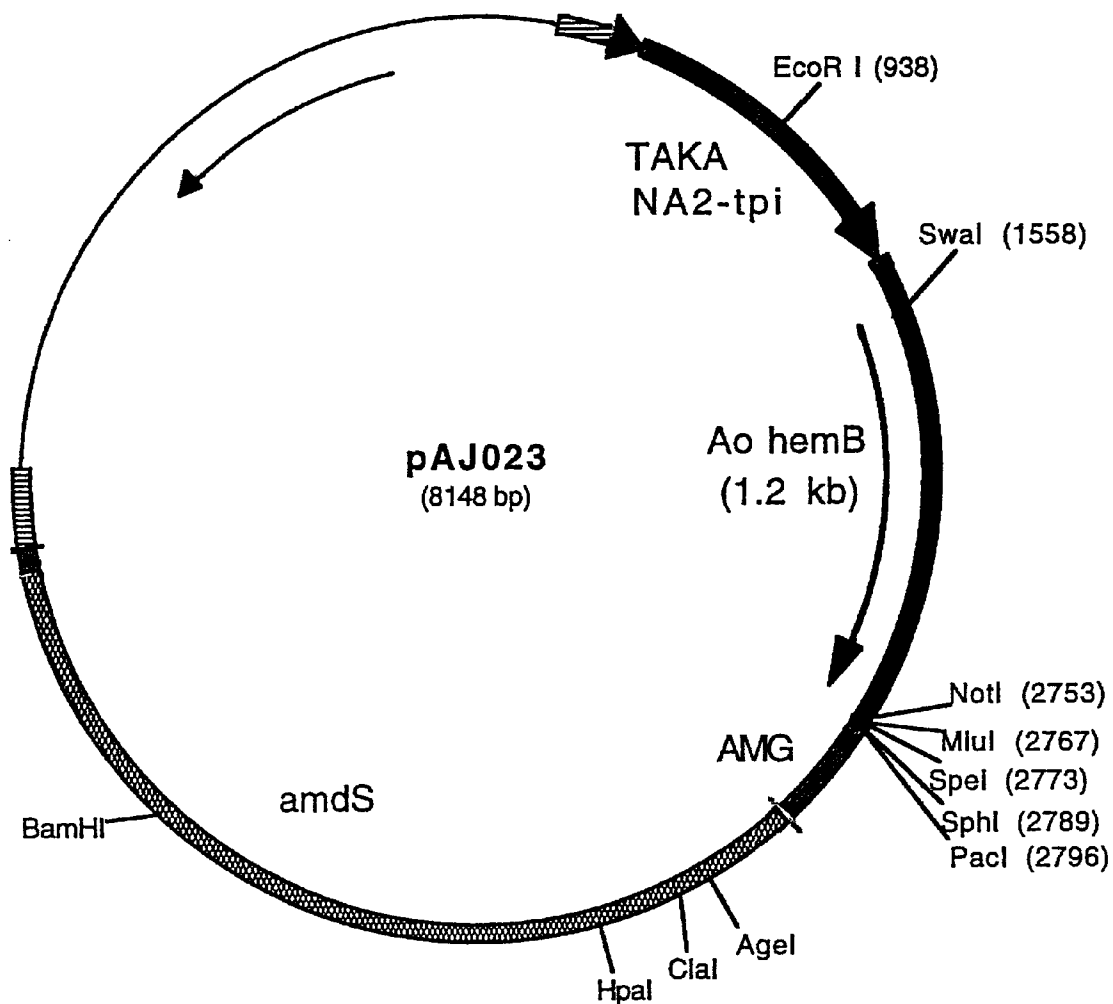 EcoR I (938)
TAKA
NA2-tpi
SwaI (1558)
Ao hemB
(1.2 kb)
pAJ023
(8148 bp)
NotI (2753)
MluI (2767)
SpeI (2773)
SphI (2789)
PacI (2796)
AMG
amdS
BamHI
AgeI
ClaI
HpaI